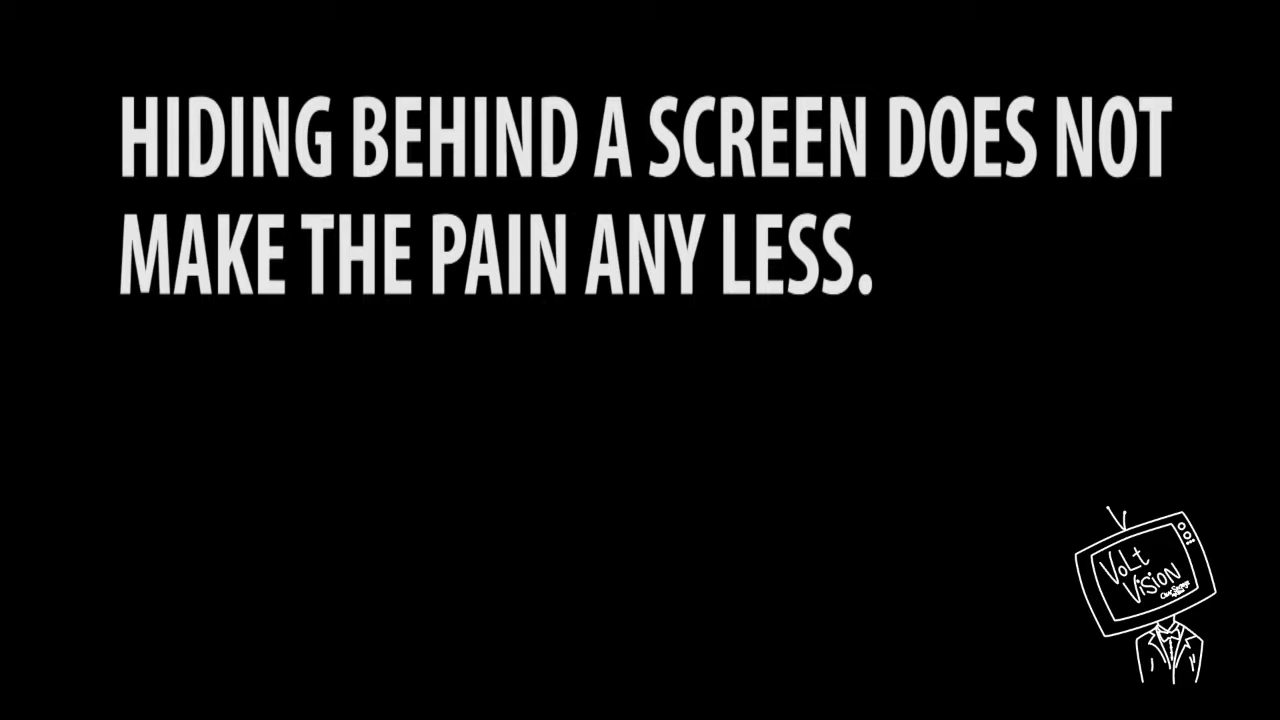 HIDING BEHIND A SCREEN DOES NOT
MAKE THE PAIN ANY LESS.
VoLt
VisioN